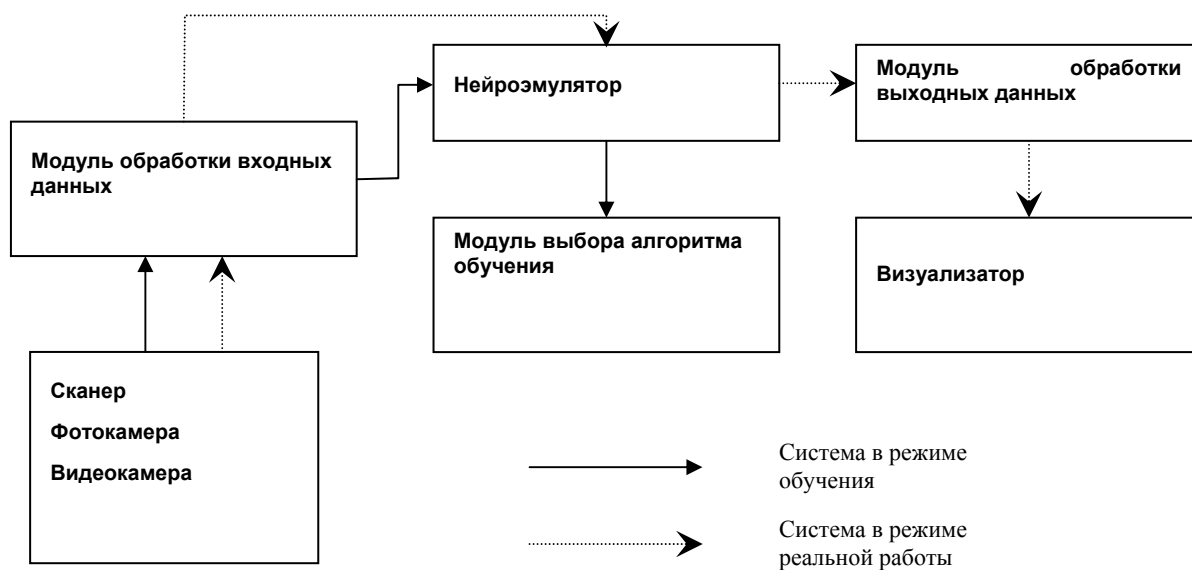 Нейроэмулятор
Модуль обработки
выходных данных
Модуль обработки входных
данных
Модуль выбора алгоритма
обучения
Визуализатор
Сканер
Фотокамера
Видеокамера
Система в режиме
обучения
Система в режиме
реальной работы